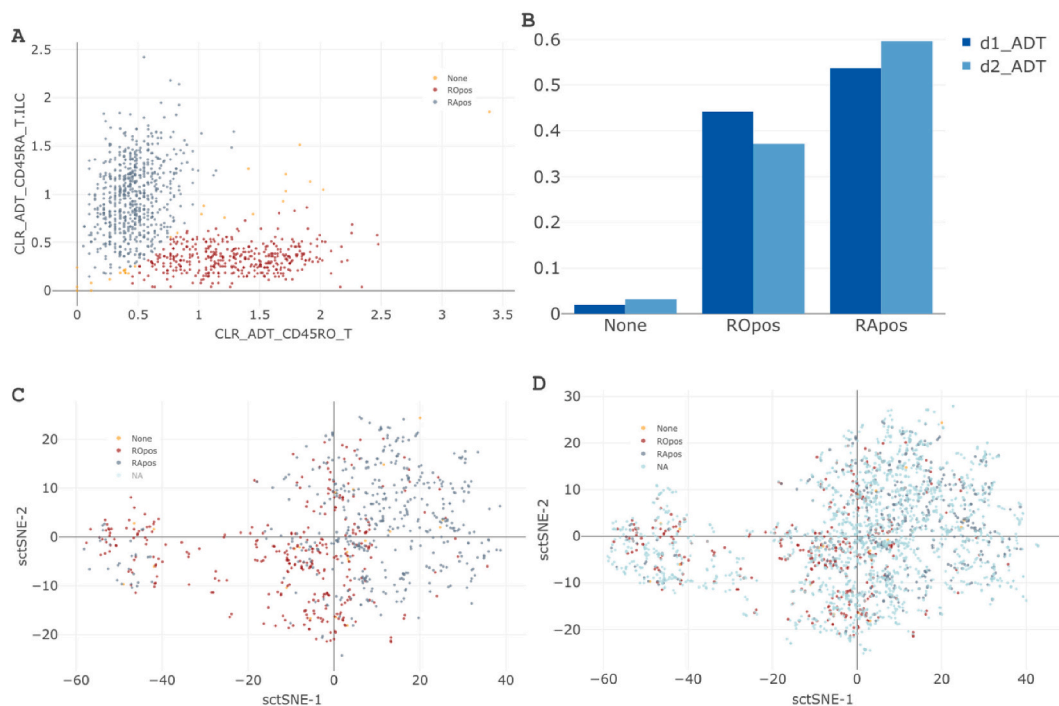 A
2.5
2
1.5
1
0.5
0
CLR_ADT_CD45RA_T.ILC
None
ROpos
RApos
0
0.5
1
1.5
2
2.5
3
3.5
CLR_ADT_CD45RO_T
B
0.6
0.5
0.4
0.3
0.2
0.1
0
d1_ADT
d2_ADT
None
ROpos
RApos
C
20
10
0
−10
−20
sctSNE-2
None
ROpos
RApos
NA
−60
−40
−20
0
20
40
sctSNE-1
D
30
20
10
0
−10
−20
sctSNE-2
None
ROpos
RApos
NA
−60
−40
−20
0
20
40
sctSNE-1